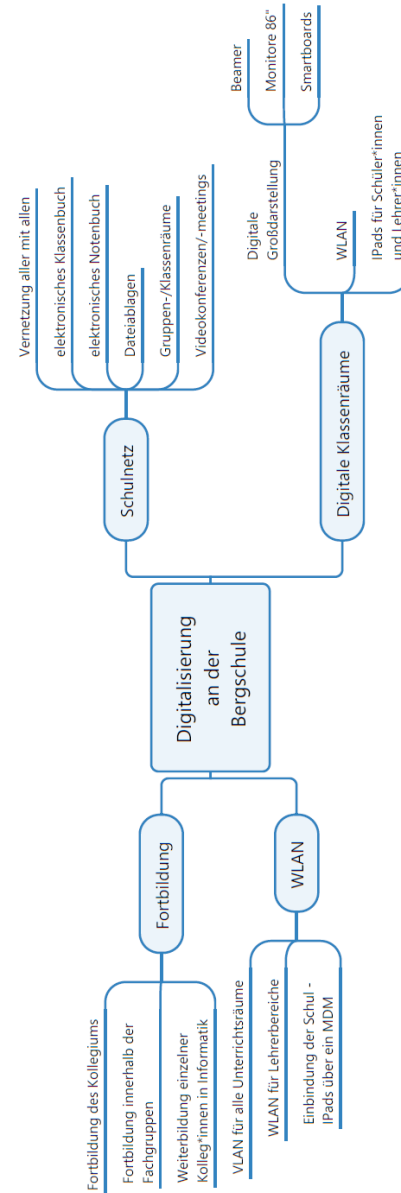 Digitalisierung
an der
Bergschule
Fortbildung
Fortbildung des Kollegiums
Fortbildung innerhalb der
Fachgruppen
Weiterbildung einzelner
Kolleg*innen in Informatik
WLAN
VLAN für alle Unterrichtsräume
WLAN für Lehrerbereiche
Einbindung der Schul -
IPads über ein MDM
Schulnetz
Vernetzung aller mit allen
elektronisches Klassenbuch
elektronisches Notenbuch
Dateiablagen
Gruppen-/Klassenräume
Videokonferenzen/-meetings
Digitale Klassenräume
Digitale
Großdarstellung
Beamer
Monitore 86"
Smartboards
WLAN
IPads für Schüler*innen
und Lehrer*innen